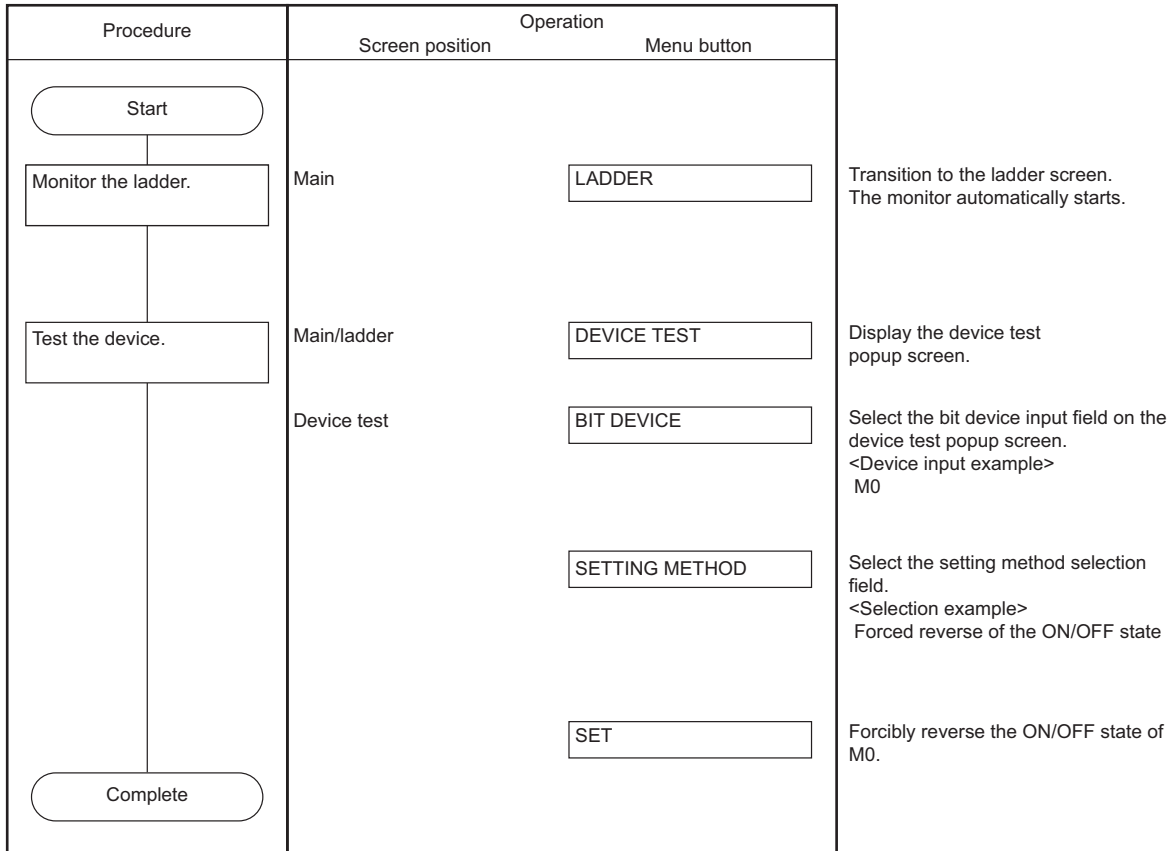 Procedure
Operation
Screen position
Menu button
Start
Monitor the ladder.
Main
LADDER
Transition to the ladder screen.
The monitor automatically starts.
Test the device.
Main/ladder
DEVICE TEST
Display the device test
popup screen.
Device test
BIT DEVICE
Select the bit device input field on the
device test popup screen.
<Device input example>
M0
SETTING METHOD
Select the setting method selection
field.
<Selection example>
Forced reverse of the ON/OFF state
SET
Forcibly reverse the ON/OFF state of
M0.
Complete